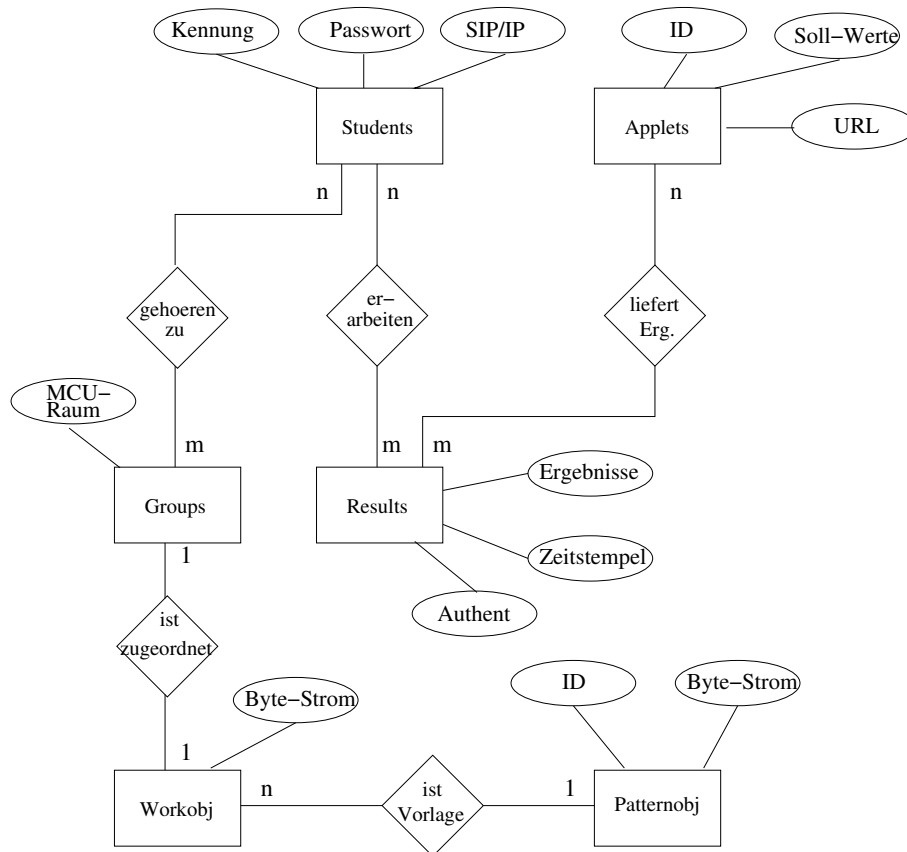 Kennung
Passwort
SIP/IP
ID
Soll−Werte
Students
Applets
URL
n
n
n
gehoeren
zu
er−
arbeiten
liefert
Erg.
MCU−
Raum
m
m
m
Groups
Results
Ergebnisse
Zeitstempel
Authent
1
ist
zugeordnet
Byte−Strom
ID
Byte−Strom
1
Workobj
n
ist
Vorlage
1
Patternobj